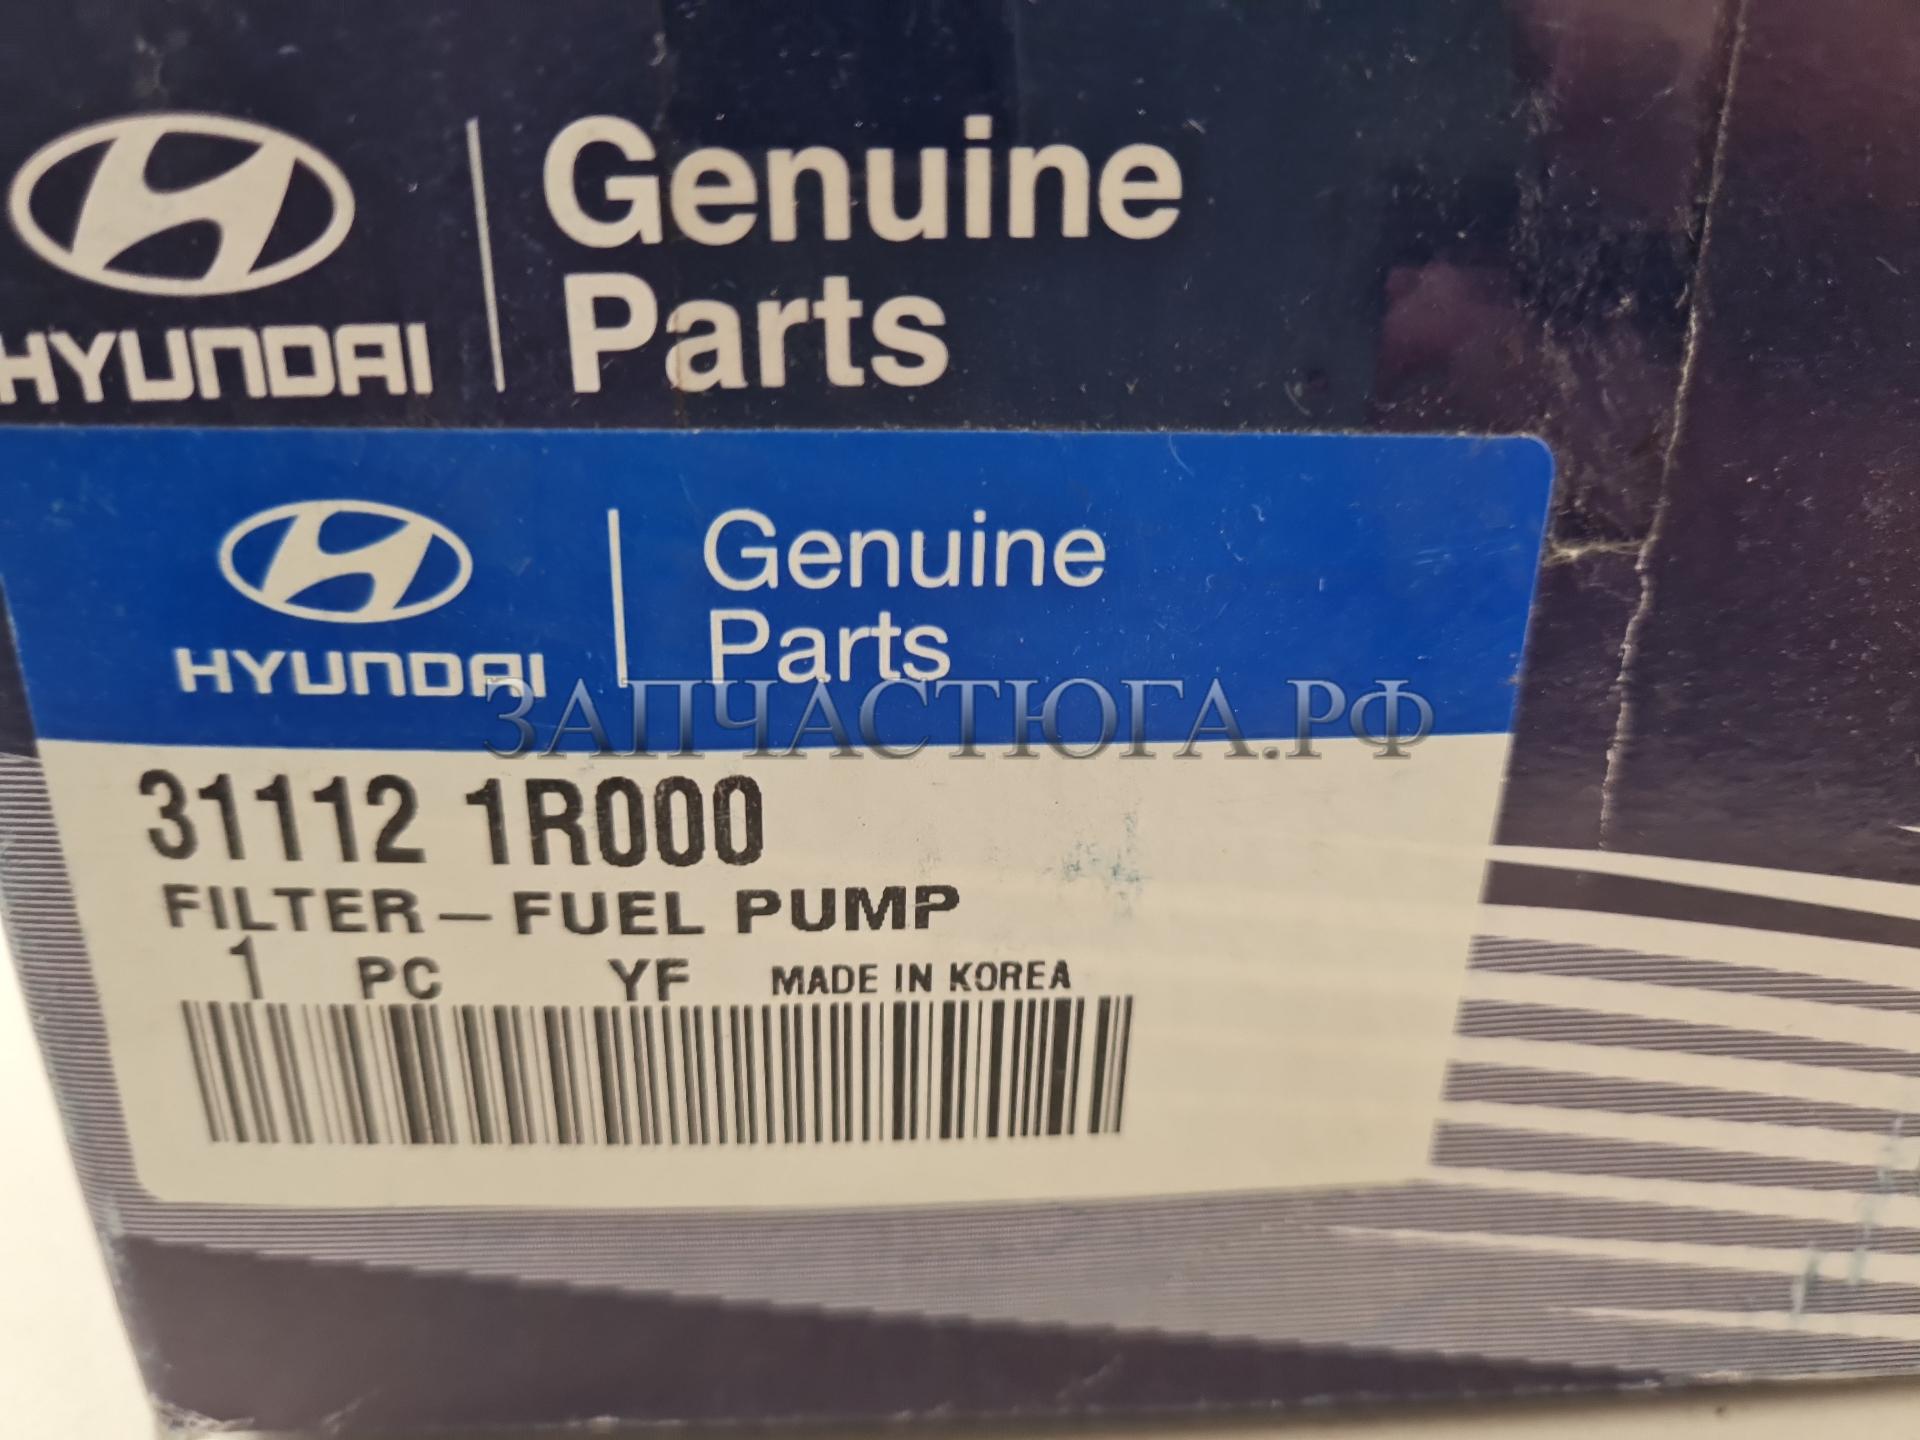 HYUNDAI
Genuine
Parts
HYUNDAI
Genuine
Parts
ЗАПЧАСТЮГА.РФ
31112 1R000
FILTER-FUEL PUMP
1 PC YF MADE IN KOREA